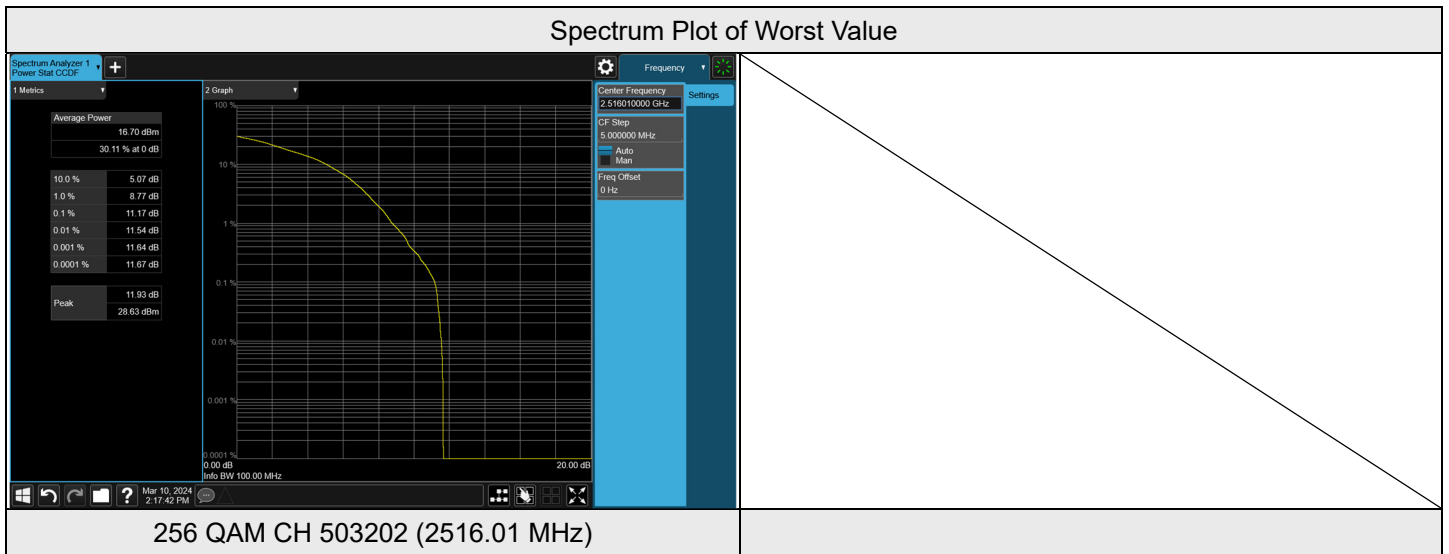 Spectrum Plot of Worst Value
Spectrum Analyzer 1
Power Stat CCDF
+
Frequency
1 Metrics
2 Graph
Average Power
16.70 dBm
30.11 % at 0 dB
10.0 % 5.07 dB
1.0 % 8.77 dB
0.1 % 11.17 dB
0.01 % 11.54 dB
0.001 % 11.64 dB
0.0001 % 11.67 dB
Peak
11.93 dB
28.63 dBm
100 %
10 %
1 %
0.1 %
0.01 %
0.001 %
0.0001 %
0.00 dB 20.00 dB
Info BW 100.00 MHz
Center Frequency
2.516010000 GHz
Settings
CF Step
5.000000 MHz
Auto
Man
Freq Offset
0 Hz
?
Mar 10, 2024
2:17:42 PM
256 QAM CH 503202 (2516.01 MHz)